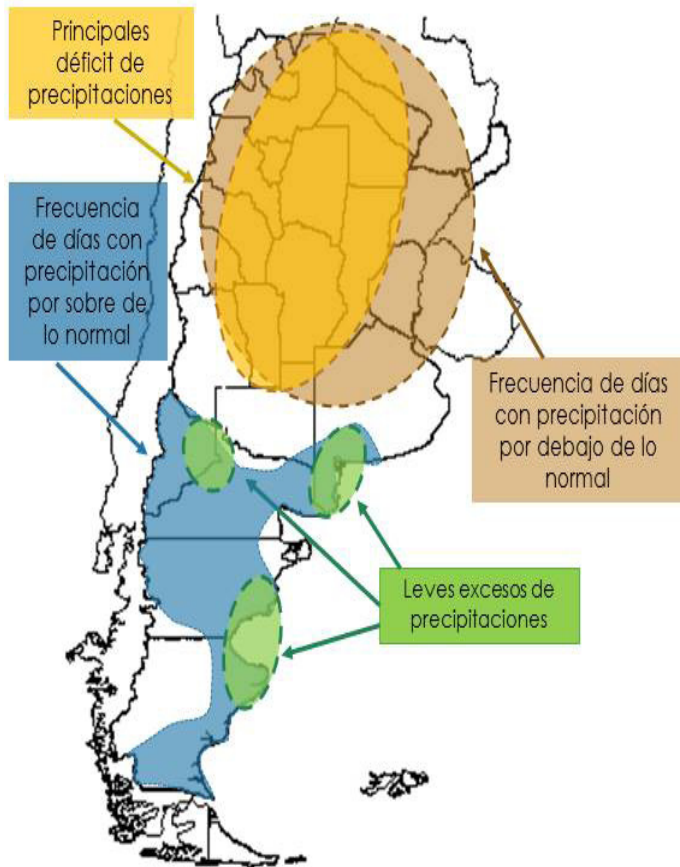 Principales
déficit de
precipitaciones
Frecuencia
de días con
precipitación
por sobre de
lo normal
Frecuencia de días
con precipitación
por debajo de lo
normal
Leves excesos de
precipitaciones